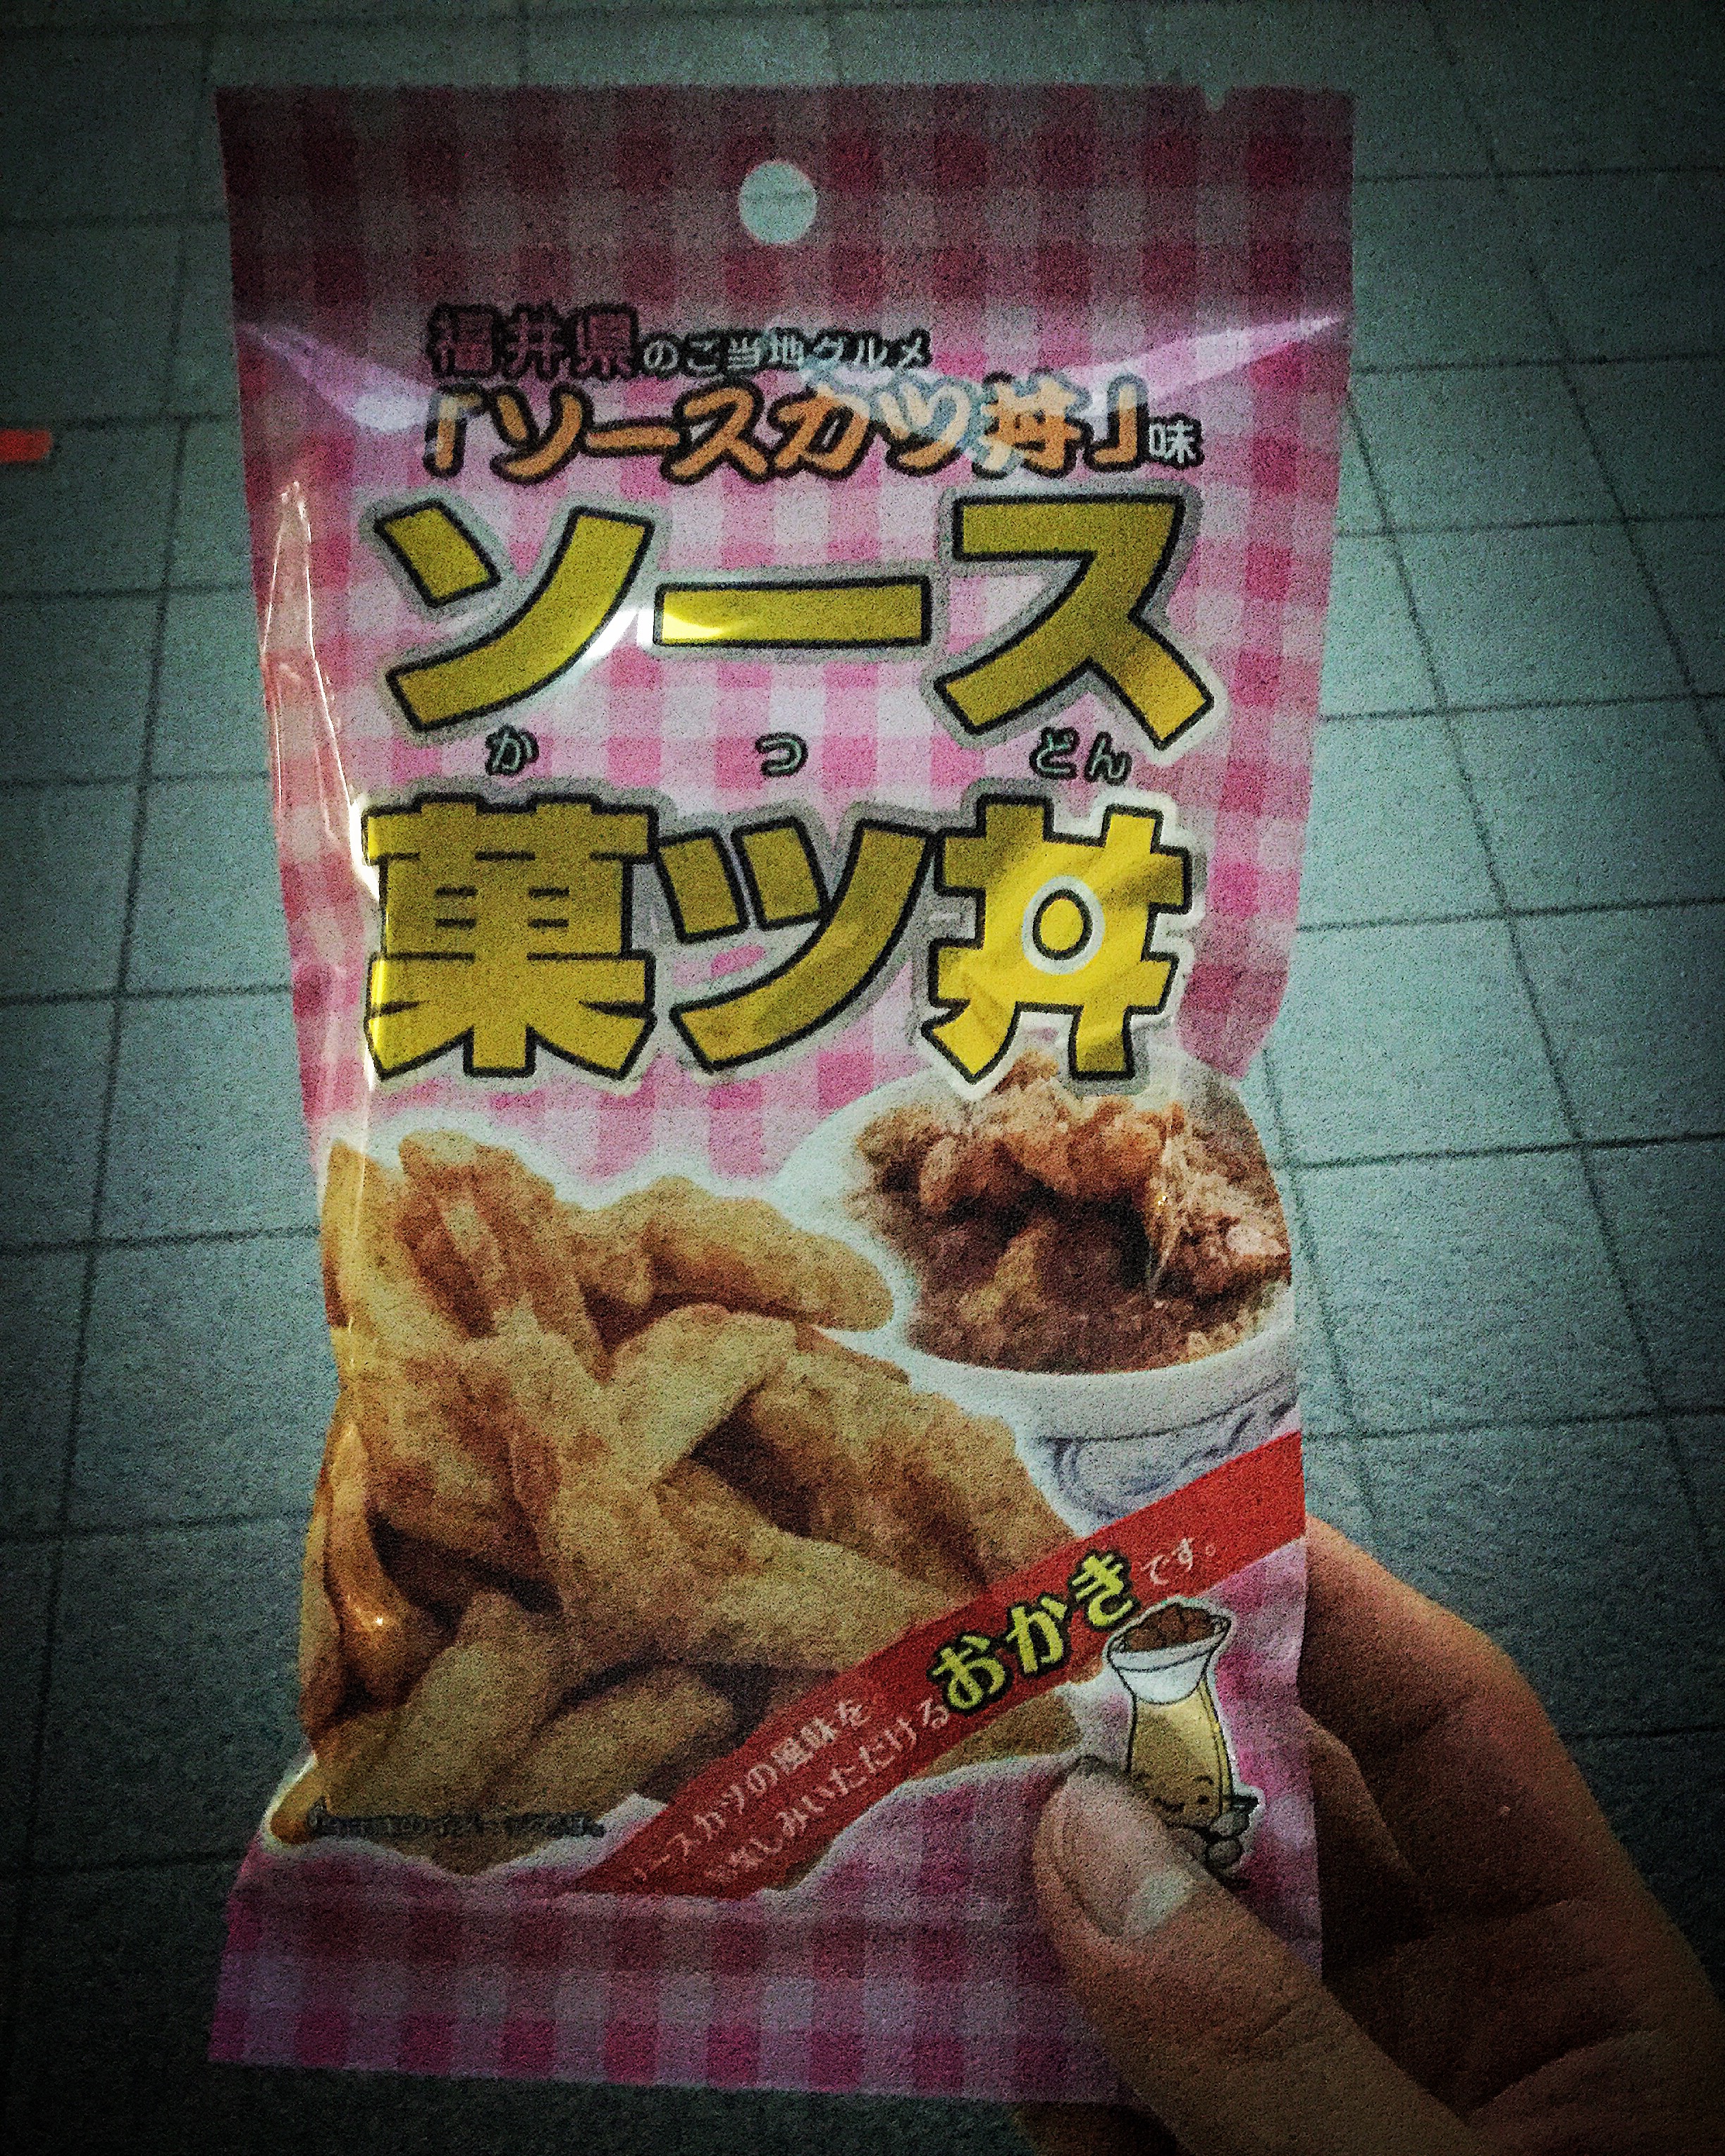 福井県のご当地グルメ
「ソースカツ丼」味
ソース
かつとん
菓ツ丼
ソースカツの風味を
お楽しみいただける
おかきです。